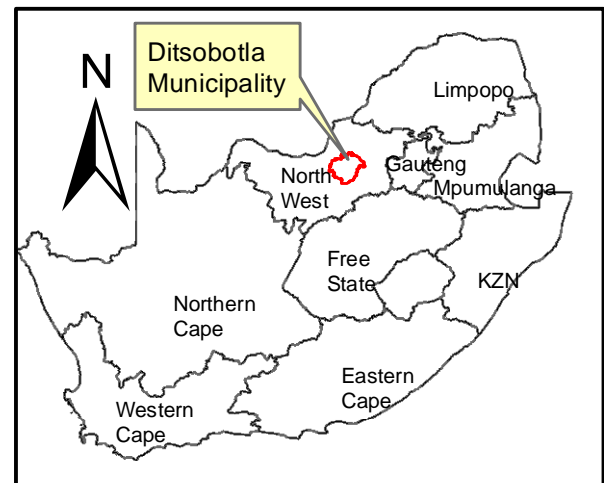 Ditsobotla
Municipality
N
Limpopo
Gauteng
Mpumulanga
North
West
Free
State
KZN
Northern
Cape
Eastern
Cape
Western
Cape